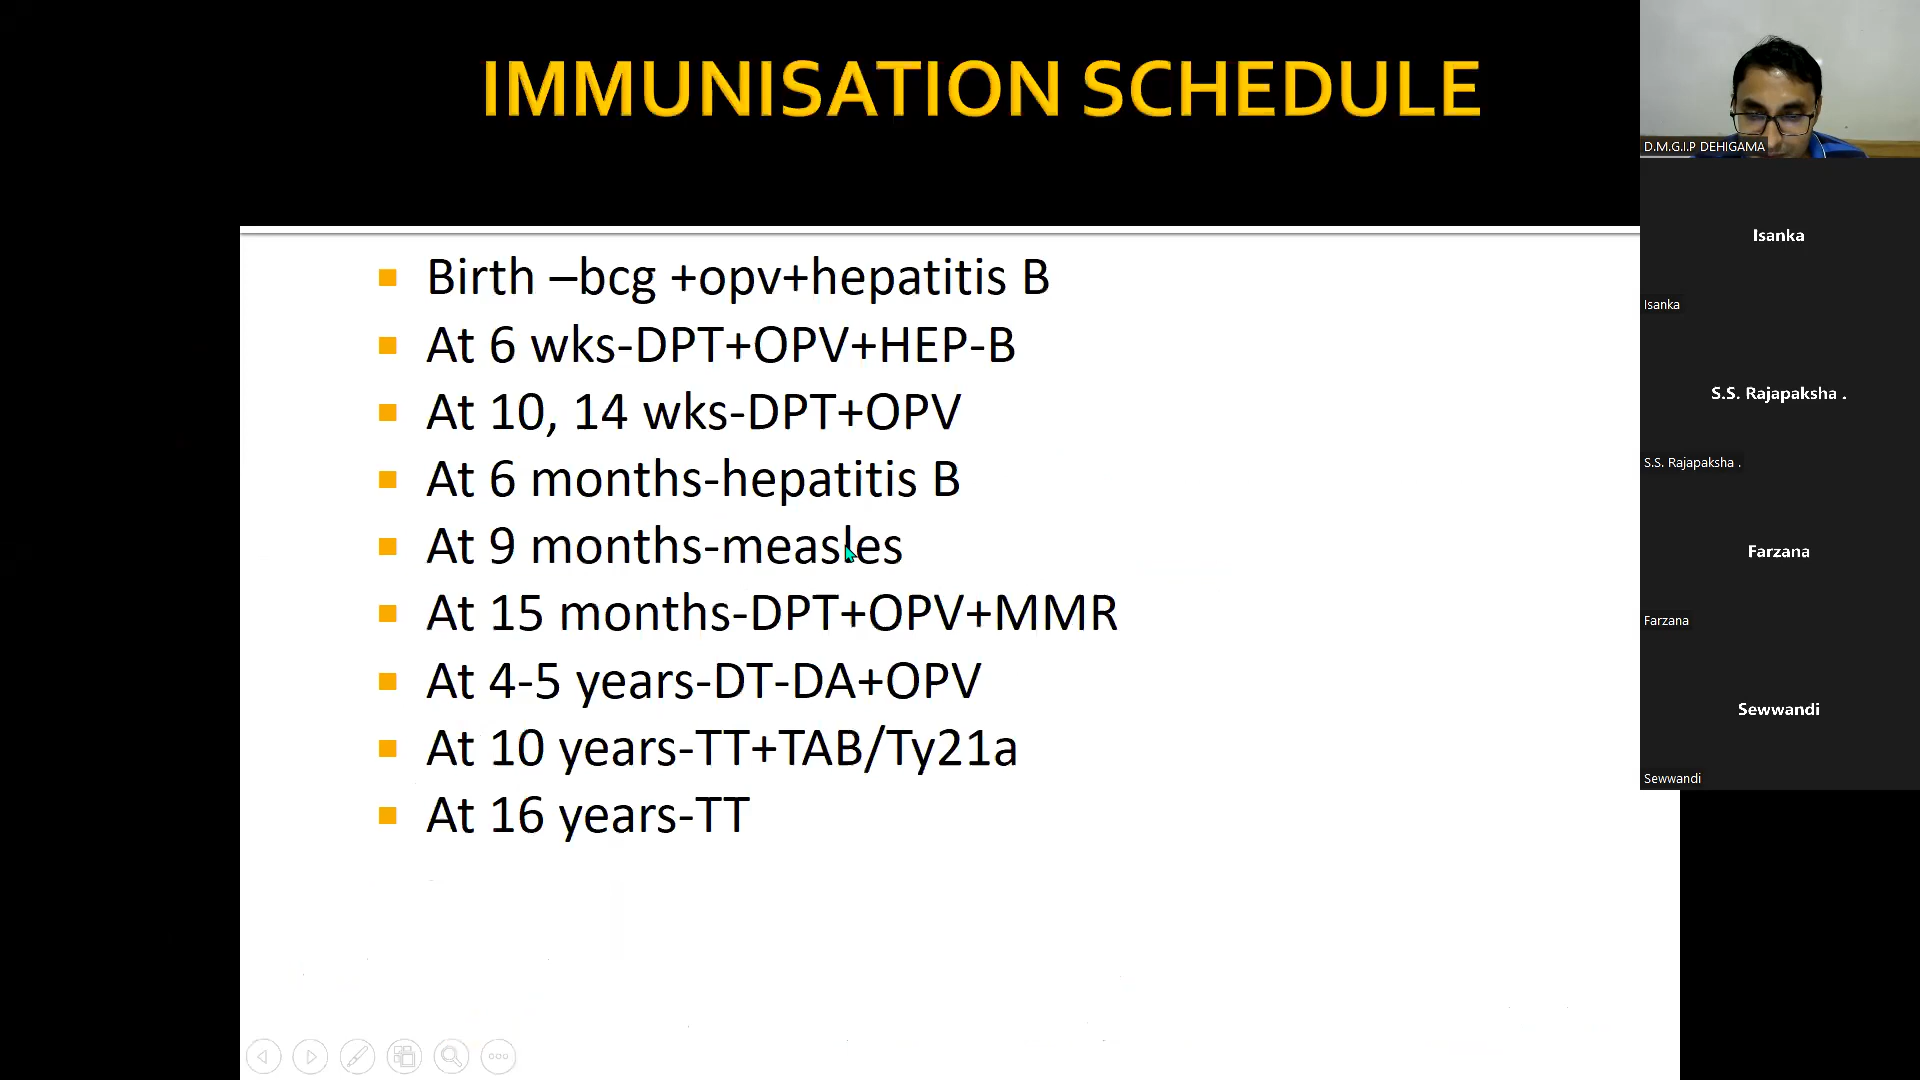 IMMUNISATION SCHEDULE
Birth –bcg +opv+hepatitis B
At 6 wks-DPT+OPV+HEP-B
At 10, 14 wks-DPT+OPV
At 6 months-hepatitis B
At 9 months-measles
At 15 months-DPT+OPV+MMR
At 4-5 years-DT-DA+OPV
At 10 years-TT+TAB/Ty21a
At 16 years-TT
D.M.G.I.P DEHIGAMA
Isanka
Isanka
S.S. Rajapaksha .
S.S. Rajapaksha .
Farzana
Farzana
Sewwandi
Sewwandi